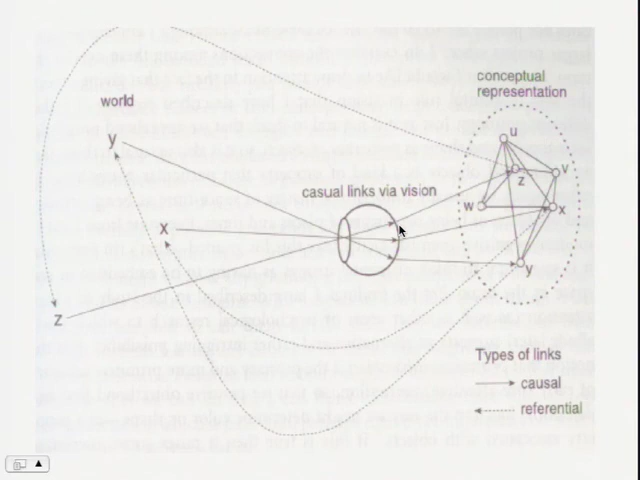 conceptual
representation
world
u
y
z
v
casual links via vision
w
x
X
y
Z
Types of links
causal
referential